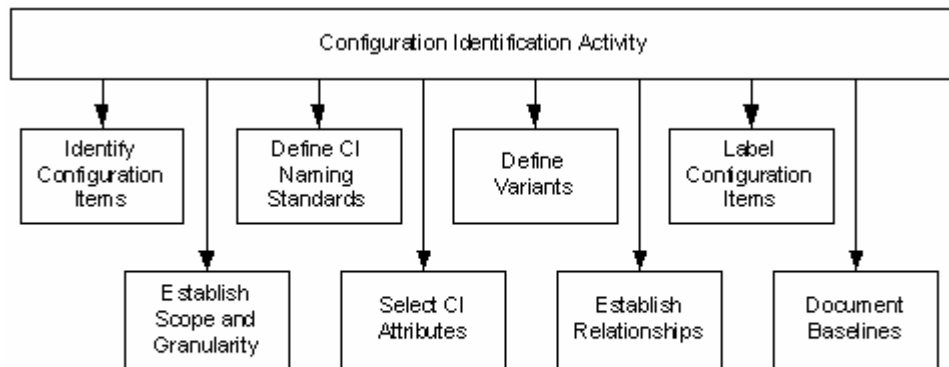 Configuration Identification Activity
Identify
Configuration
Items
Define CI
Naming
Standards
Define
Variants
Label
Configuration
Items
Establish
Scope and
Granularity
Select CI
Attributes
Establish
Relationships
Document
Baselines